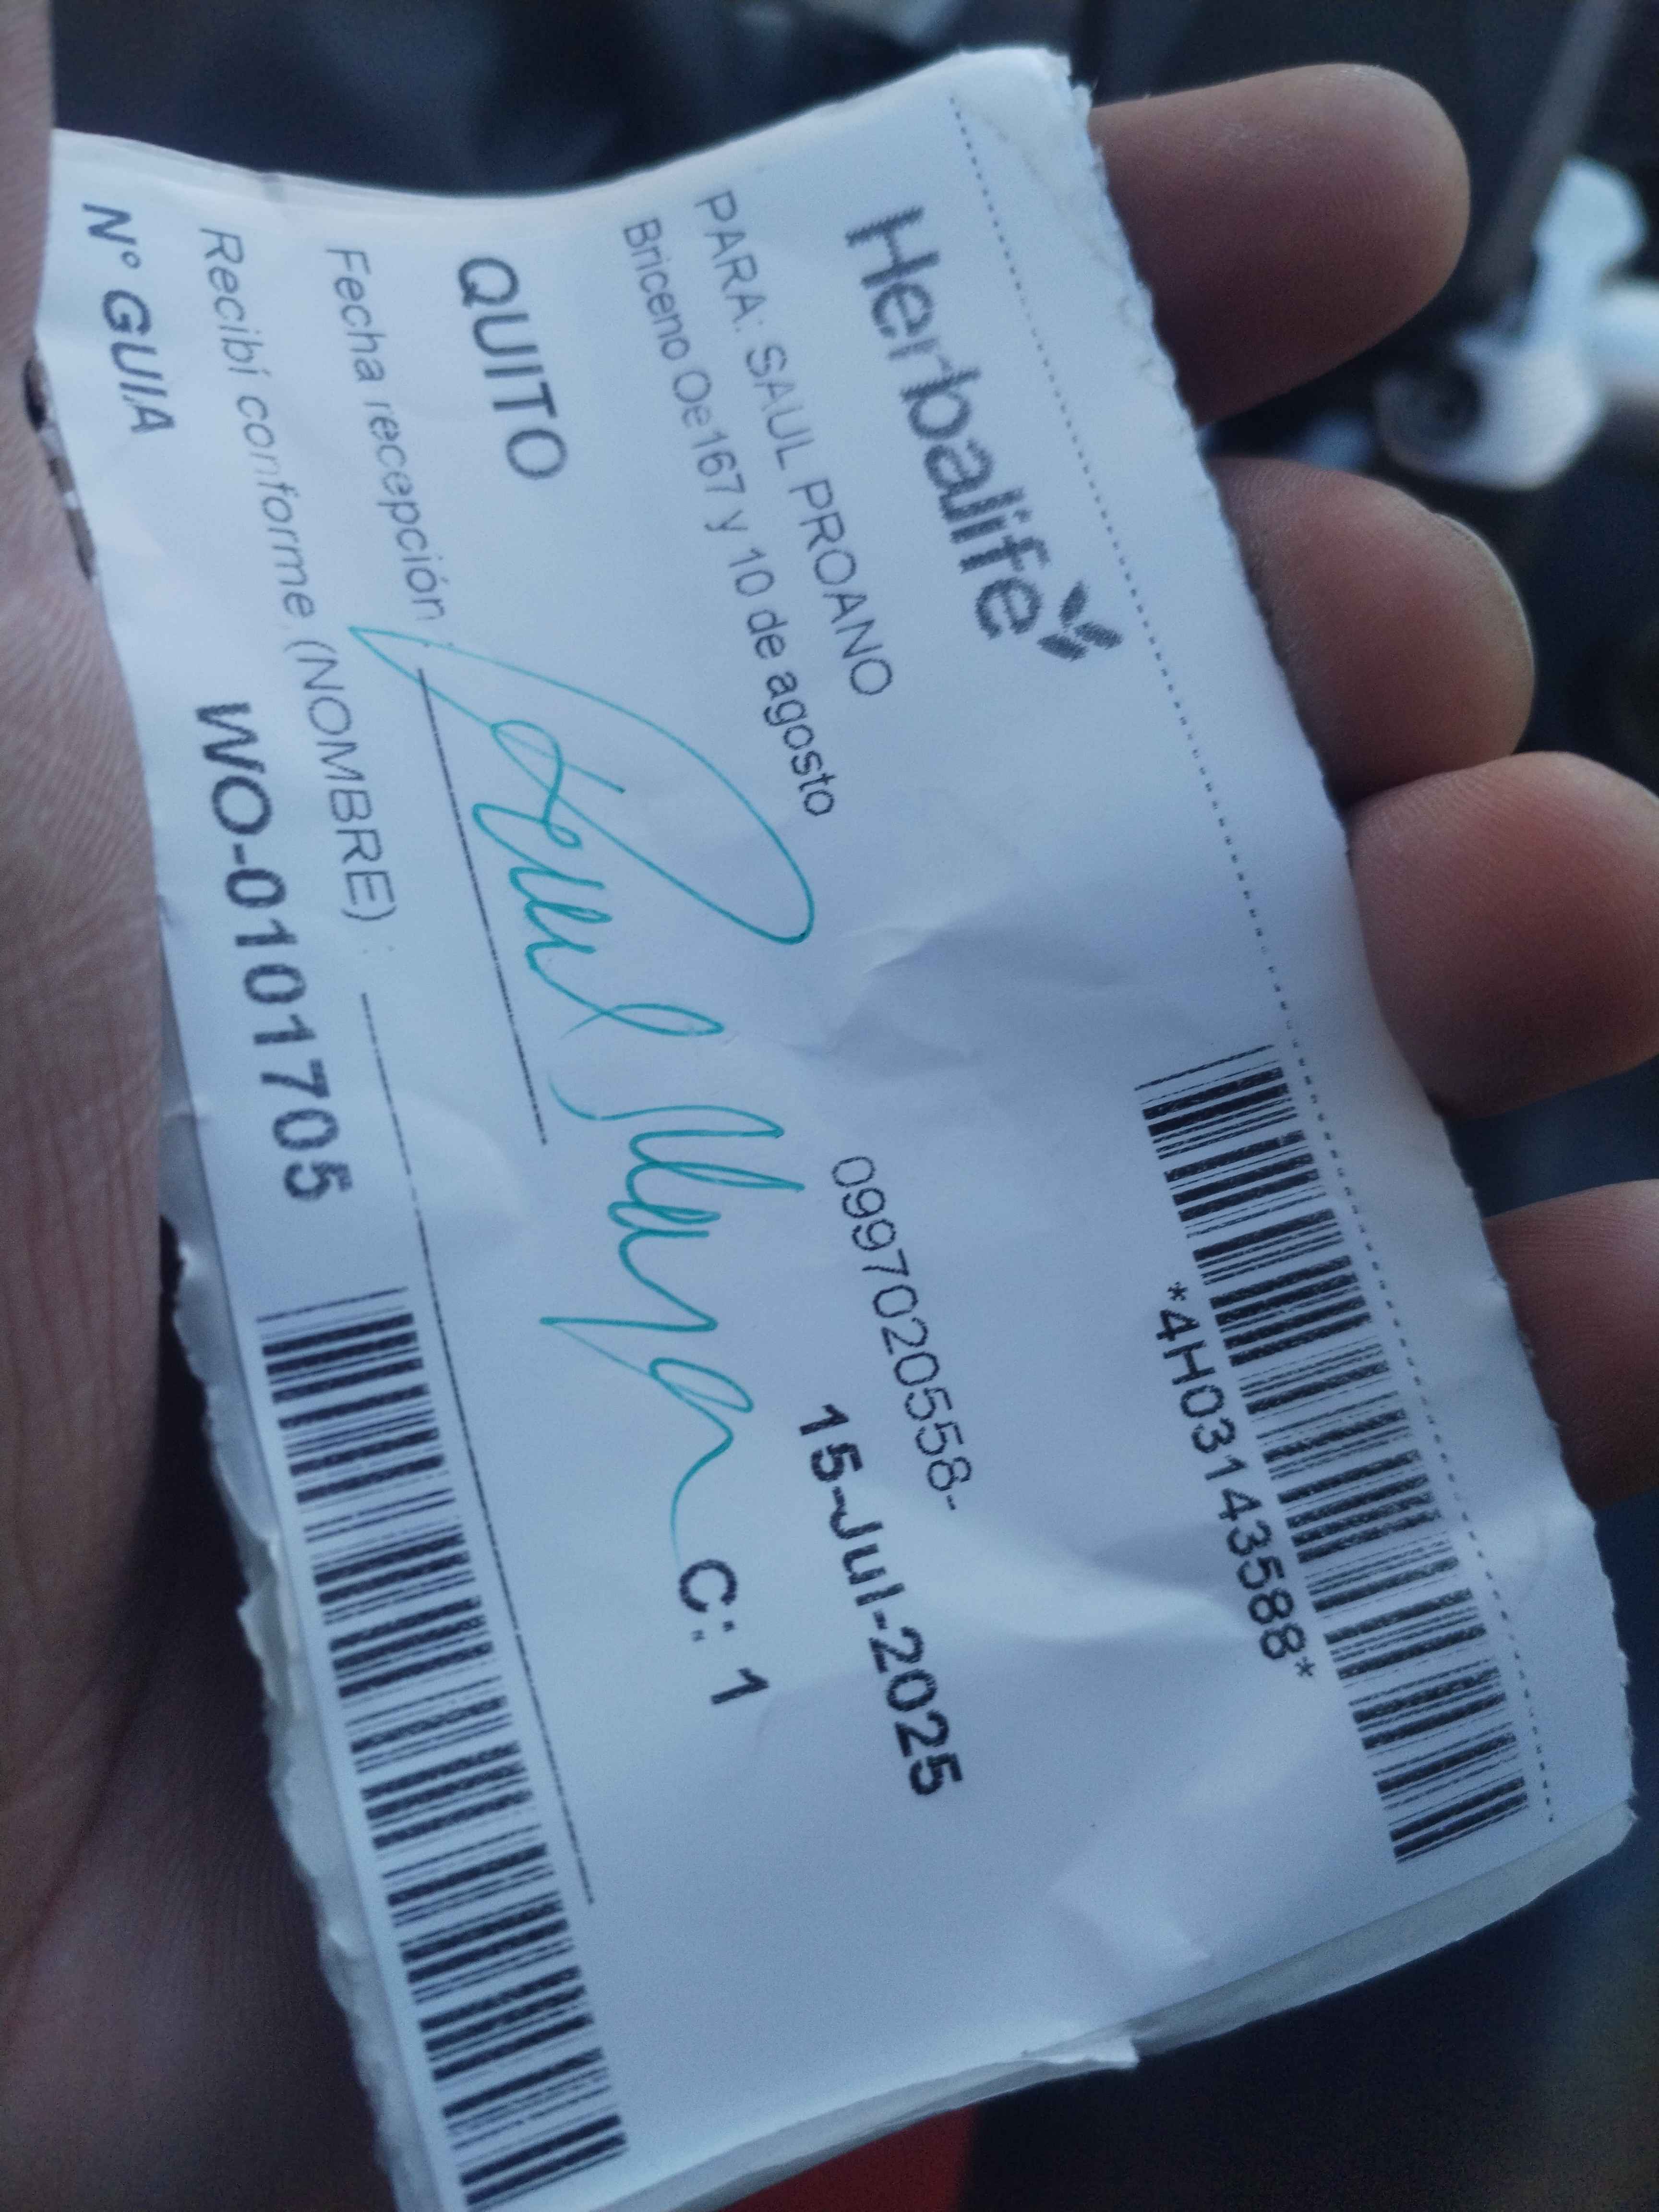 Herbalife
*4H03143588*
PARA: SAUL PROANO
0997020558-
Briceno Oe167 y 10 de agosto
15-Jul-2025
QUITO
C: 1
Fecha recepción :
Recibí conforme (NOMBRE) :
N° GUIA
WO-0101705